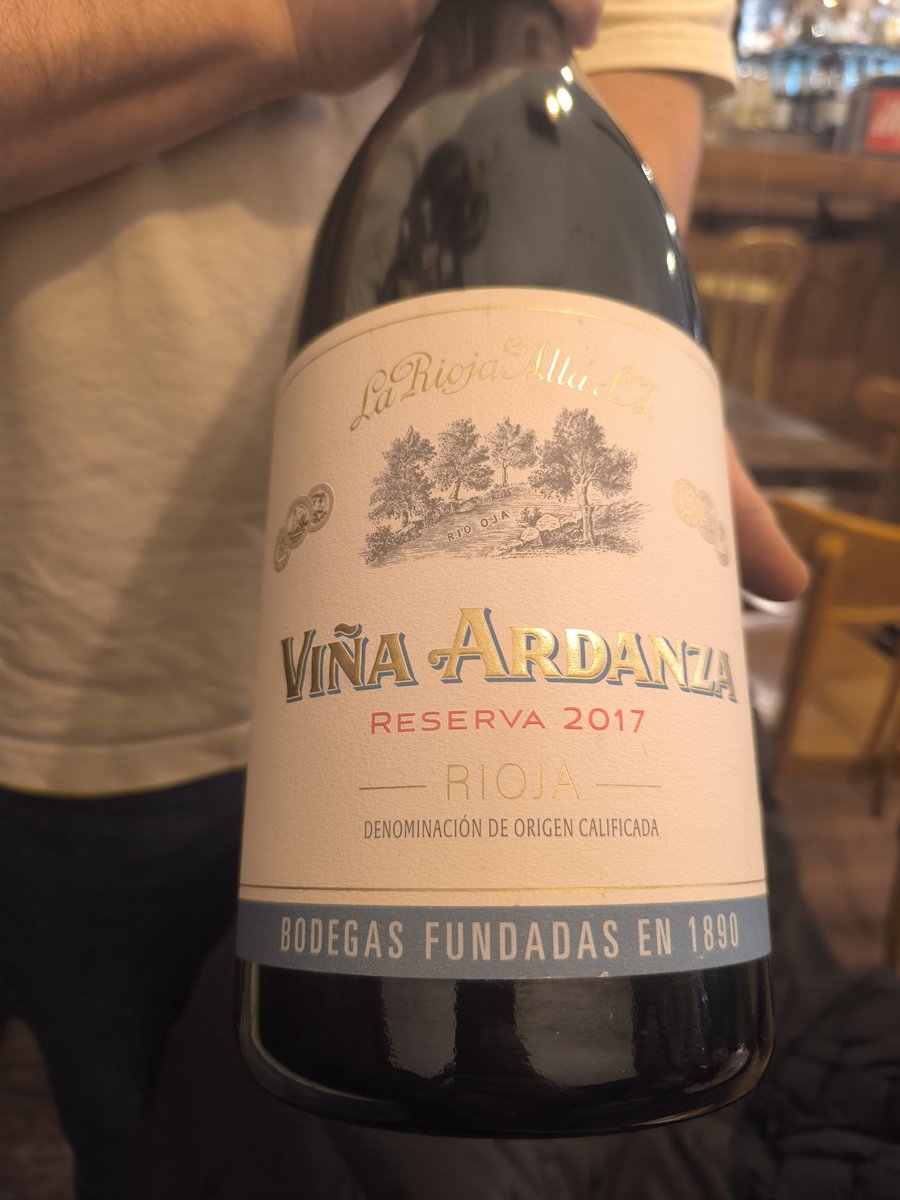 La Rioja Alta S.A.
RIO OJA
VIÑA ARDANZA
RESERVA 2017
RIOJA
DENOMINACIÓN DE ORIGEN CALIFICADA
BODEGAS FUNDADAS EN 1890